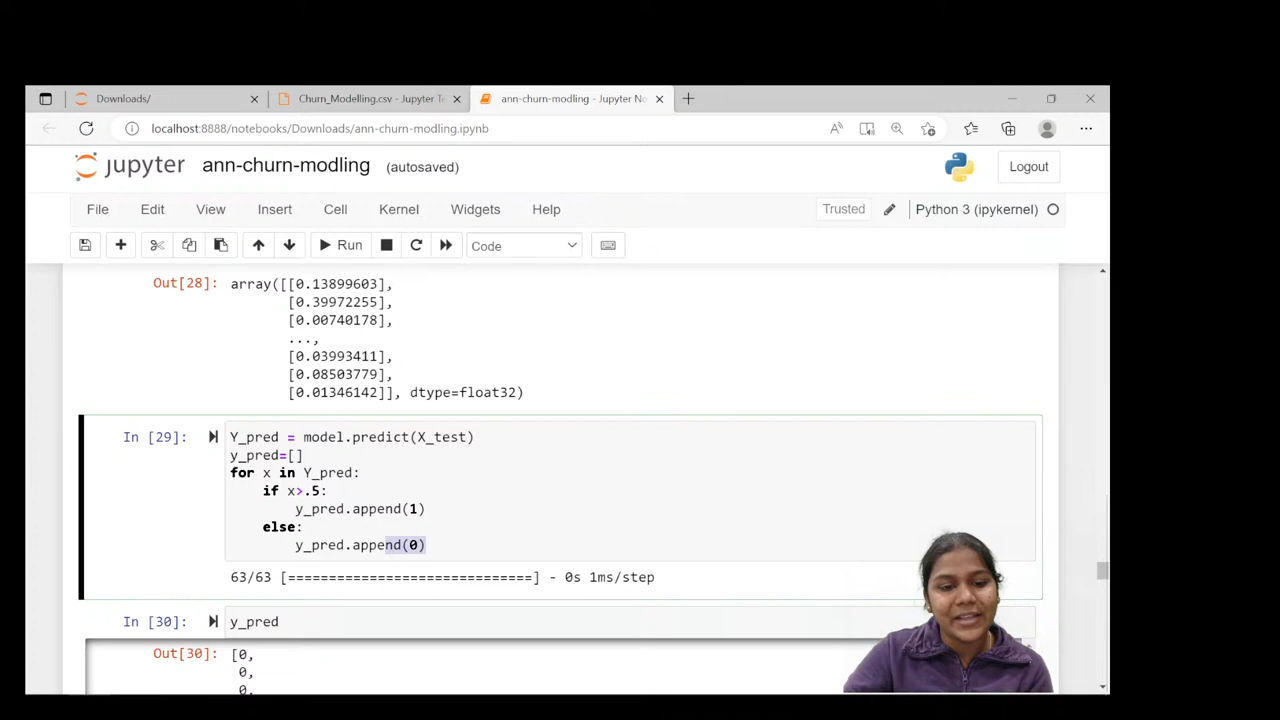 Downloads/
Churn_Modelling.csv - Jupyter Te
ann-churn-modling - Jupyter No
localhost:8888/notebooks/Downloads/ann-churn-modling.ipynb
jupyter ann-churn-modling (autosaved)
Logout
File Edit View Insert Cell Kernel Widgets Help
Trusted
Python 3 (ipykernel)
Run
Code
Out[28]: array([[0.13899603],
[0.39972255],
[0.00740178],
...,
[0.03993411],
[0.08503779],
[0.01346142]], dtype=float32)
In [29]: Y_pred = model.predict(X_test)
y_pred=[]
for x in Y_pred:
if x>.5:
y_pred.append(1)
else:
y_pred.append(0)
63/63 [==============================] - 0s 1ms/step
In [30]: y_pred
Out[30]: [0,
0,
0,